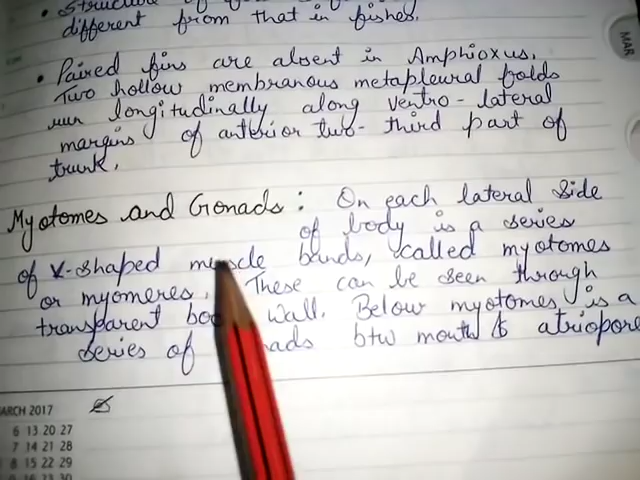 • Structure of
different from that in fishes.
• Paired fins are absent in Amphioxus.
Two hollow membranous metapleural folds
run longitudinally along ventro-lateral
margins of anterior two-third part of
trunk.
Myotomes and Gonads: On each lateral side
of body is a series
of V-shaped muscle bands, called myotomes
or myomeres. These can be seen through
transparent wall. Below myotomes is a
series of btw mouth & atriopore
MAR
MARCH 2017
6 13 20 27
7 14 21 28
8 15 22 29